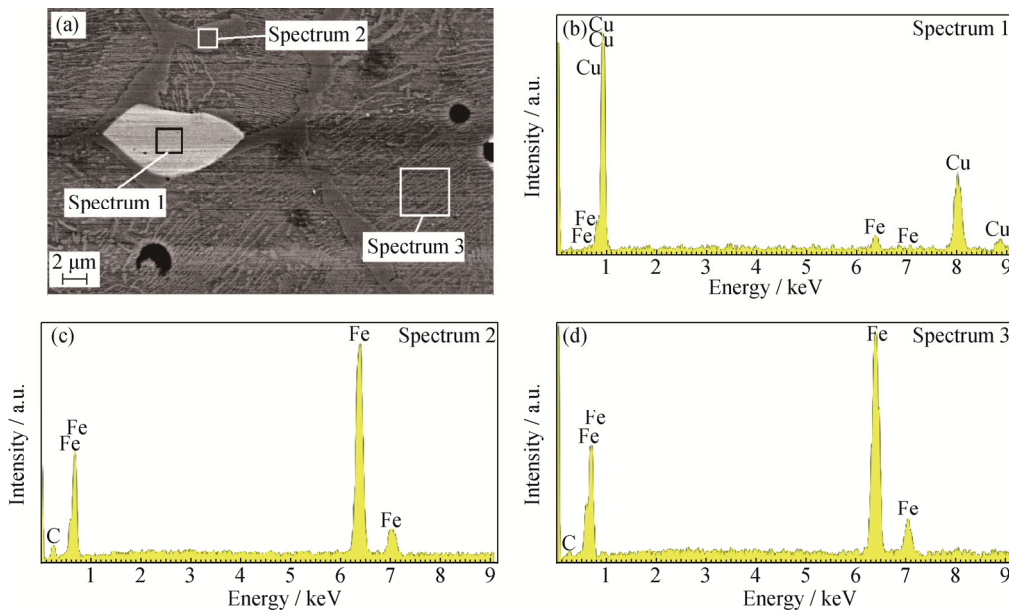 (a)
Spectrum 2
Spectrum 1
Spectrum 3
2 μm
(b)
Spectrum 1
Cu
Cu
Cu
Fe
Fe
Fe
Fe
Cu
Cu
1 2 3 4 5 6 7 8 9
Energy / keV
Intensity / a.u.
(c)
Spectrum 2
Fe
Fe
Fe
C
Fe
1 2 3 4 5 6 7 8 9
Energy / keV
Intensity / a.u.
(d)
Spectrum 3
Fe
Fe
Fe
Fe
C
1 2 3 4 5 6 7 8 9
Energy / keV
Intensity / a.u.